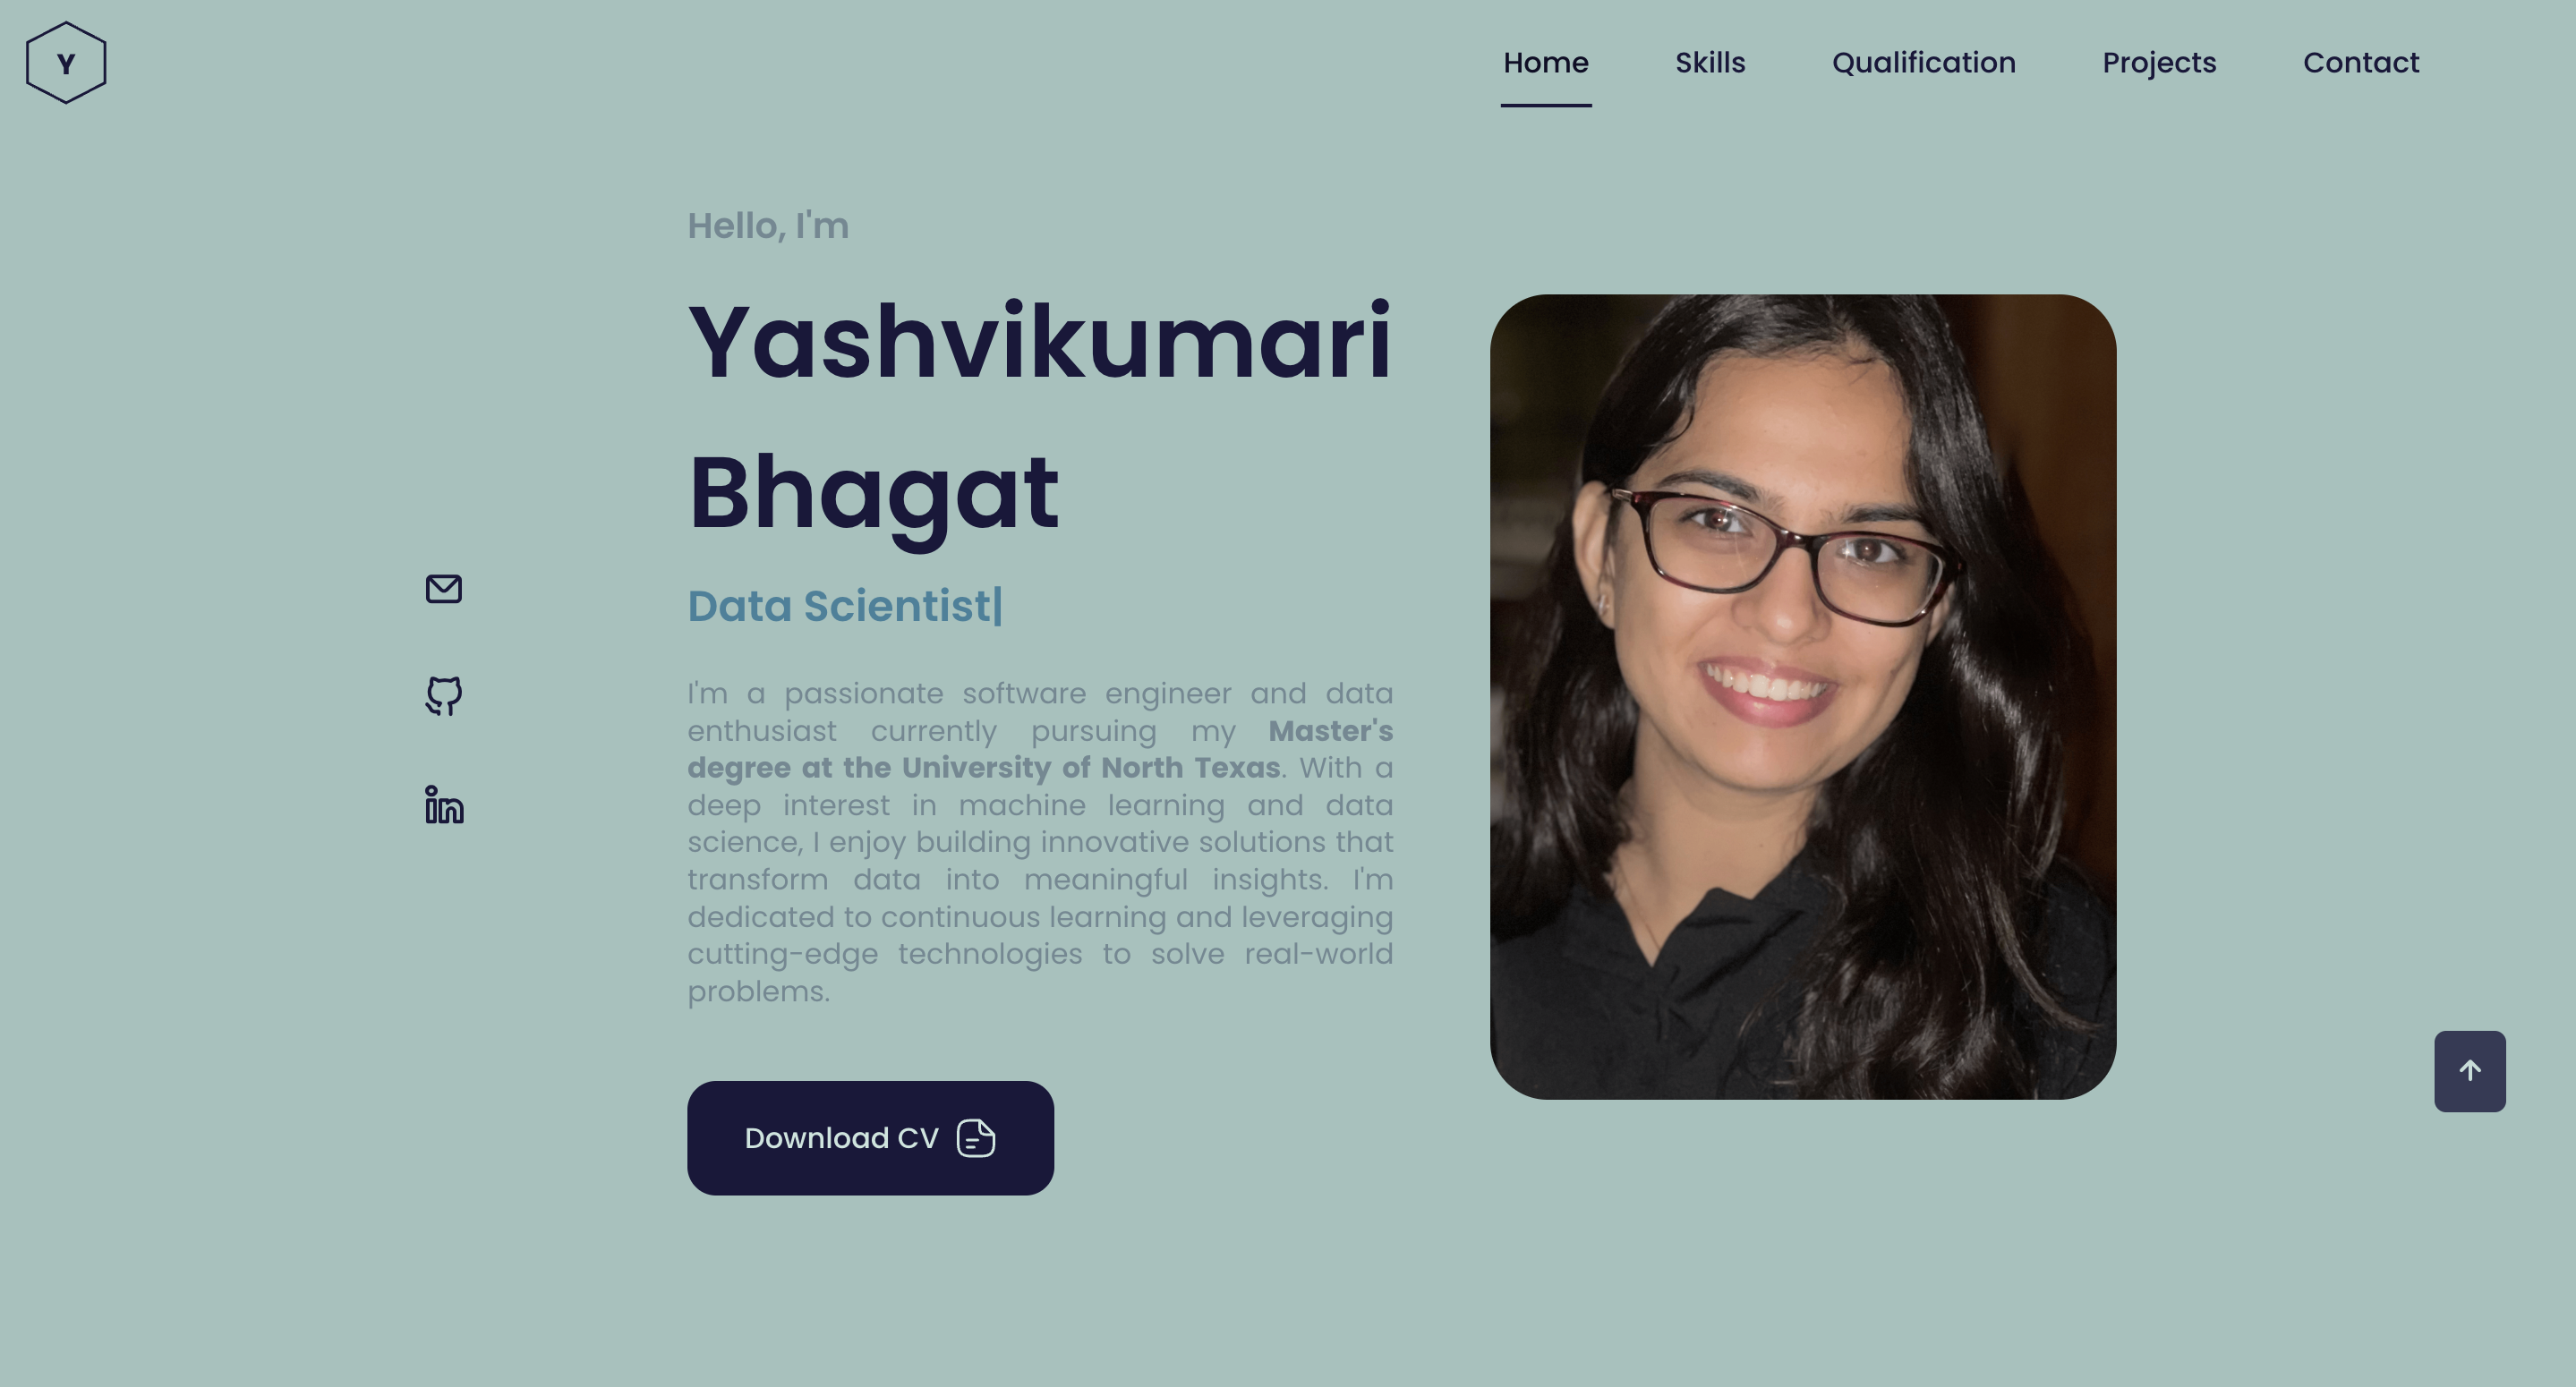 Y
Home
Skills
Qualification
Projects
Contact
Hello, I'm
Yashvikumari
Bhagat
Data Scientist|
I'm a passionate software engineer and data
enthusiast currently pursuing my Master's
degree at the University of North Texas. With a
deep interest in machine learning and data
science, I enjoy building innovative solutions that
transform data into meaningful insights. I'm
dedicated to continuous learning and leveraging
cutting-edge technologies to solve real-world
problems.
Download CV
in